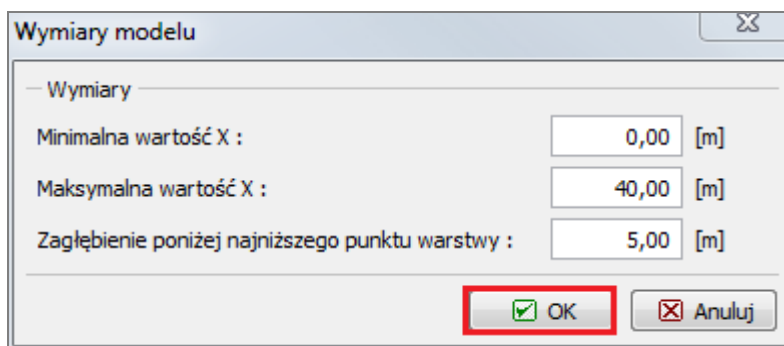 Wymiary modelu
Wymiary
Minimalna wartość X : 0,00 [m]
Maksymalna wartość X : 40,00 [m]
Zagłębienie poniżej najniższego punktu warstwy : 5,00 [m]
OK Anuluj